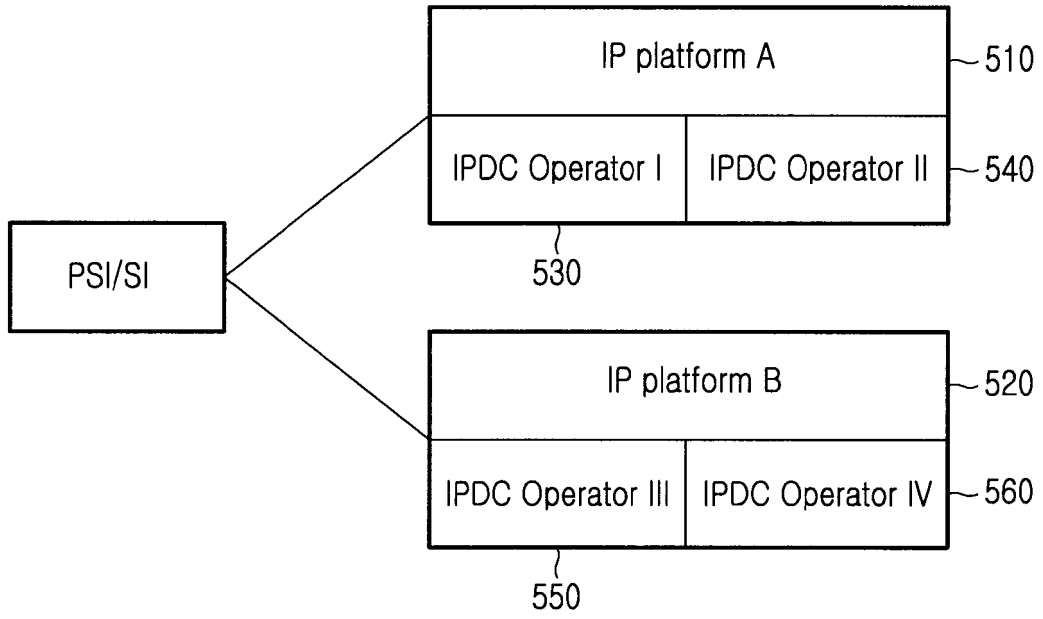 IP platform A
510
IPDC Operator I
IPDC Operator II
540
530
PSI/SI
IP platform B
520
IPDC Operator III
IPDC Operator IV
560
550